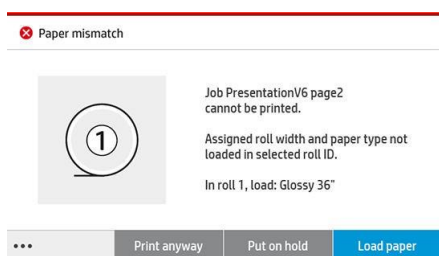 Paper mismatch
Job PresentationV6 page2
cannot be printed.
Assigned roll width and paper type not
loaded in selected roll ID.
In roll 1, load: Glossy 36"
1
Print anyway
Put on hold
Load paper